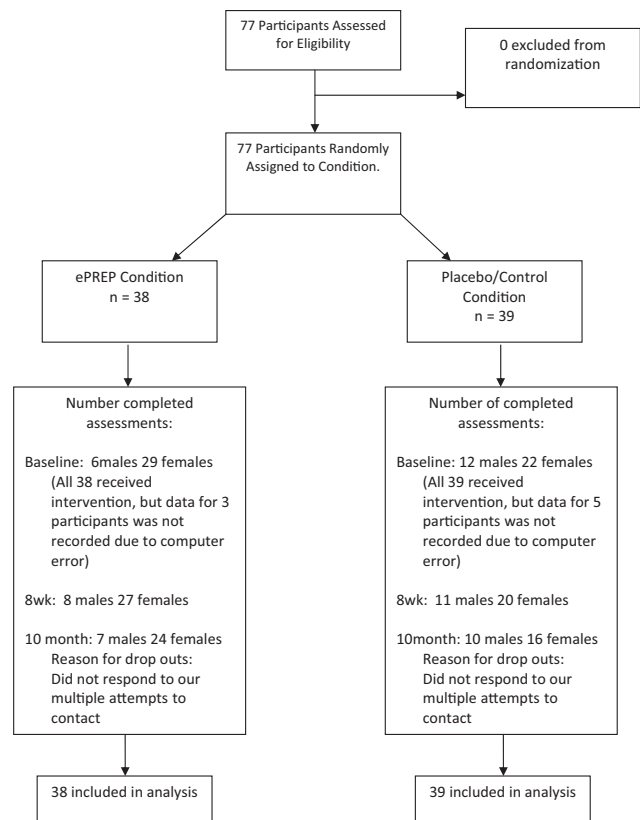 77 Participants Assessed
for Eligibility
0 excluded from
randomization
77 Participants Randomly
Assigned to Condition.
ePREP Condition
n = 38
Placebo/Control
Condition
n = 39
Number completed
assessments:
Baseline: 6males 29 females
(All 38 received
intervention, but data for 3
participants was not
recorded due to computer
error)
8wk: 8 males 27 females
10 month: 7 males 24 females
Reason for drop outs:
Did not respond to our
multiple attempts to
contact
Number of completed
assessments:
Baseline: 12 males 22 females
(All 39 received
intervention, but data for 5
participants was not
recorded due to computer
error)
8wk: 11 males 20 females
10month: 10 males 16 females
Reason for drop outs:
Did not respond to our
multiple attempts to
contact
38 included in analysis
39 included in analysis